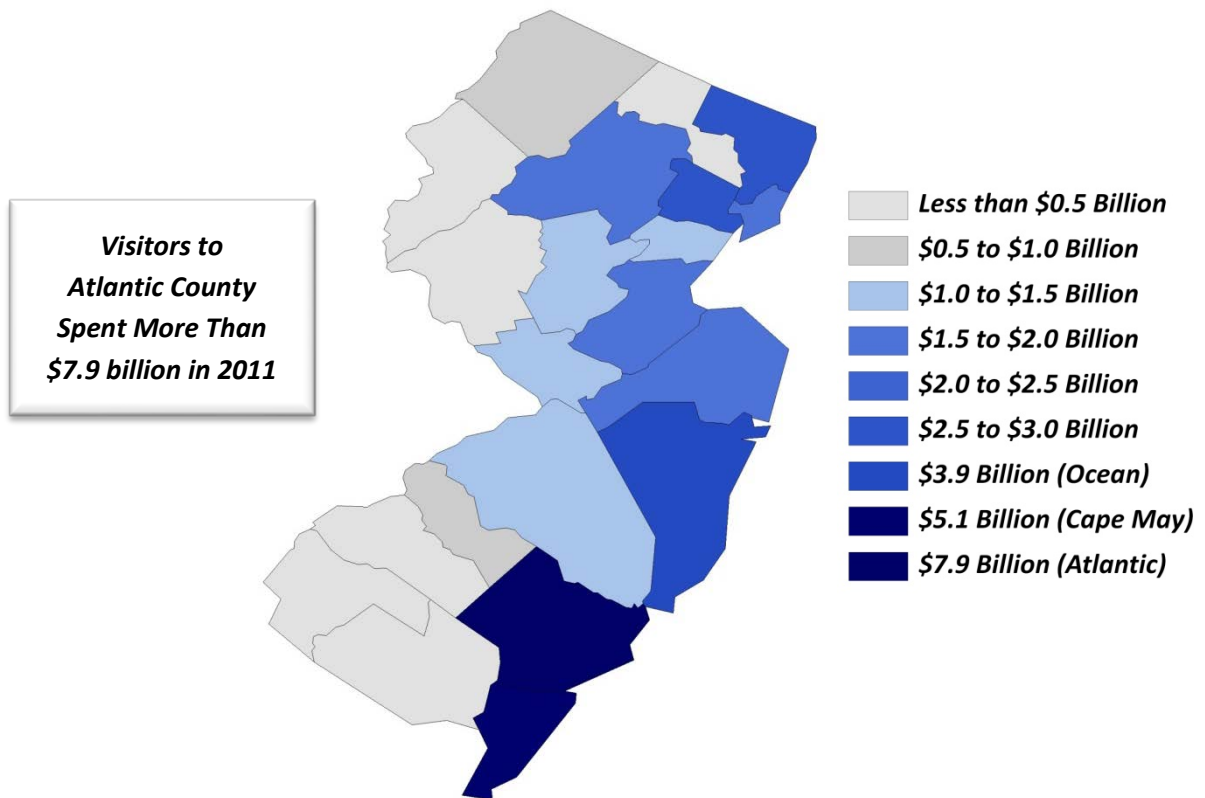 Visitors to
Atlantic County
Spent More Than
$7.9 billion in 2011
Less than $0.5 Billion
$0.5 to $1.0 Billion
$1.0 to $1.5 Billion
$1.5 to $2.0 Billion
$2.0 to $2.5 Billion
$2.5 to $3.0 Billion
$3.9 Billion (Ocean)
$5.1 Billion (Cape May)
$7.9 Billion (Atlantic)